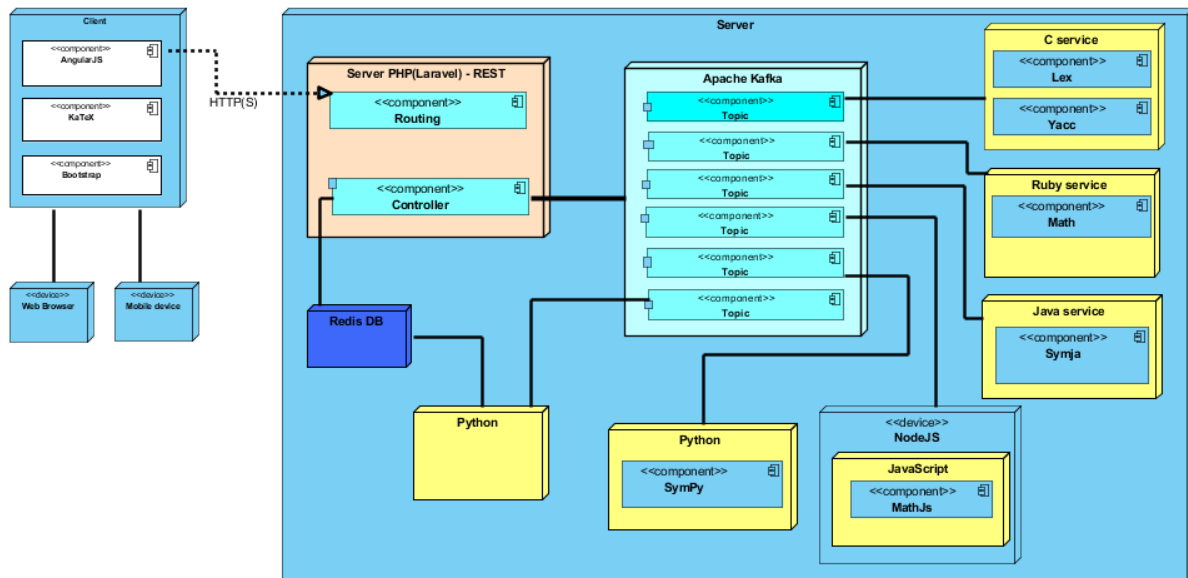 Client
<<component>>
AngularJS
<<component>>
KaTeX
<<component>>
Bootstrap
<<device>>
Web Browser
<<device>>
Mobile device
HTTP(S)
Server
Server PHP(Laravel) - REST
<<component>>
Routing
<<component>>
Controller
Redis DB
Python
Apache Kafka
<<component>>
Topic
<<component>>
Topic
<<component>>
Topic
<<component>>
Topic
<<component>>
Topic
<<component>>
Topic
C service
<<component>>
Lex
<<component>>
Yacc
Ruby service
<<component>>
Math
Java service
<<component>>
Symja
Python
<<component>>
SymPy
<<device>>
NodeJS
JavaScript
<<component>>
MathJs